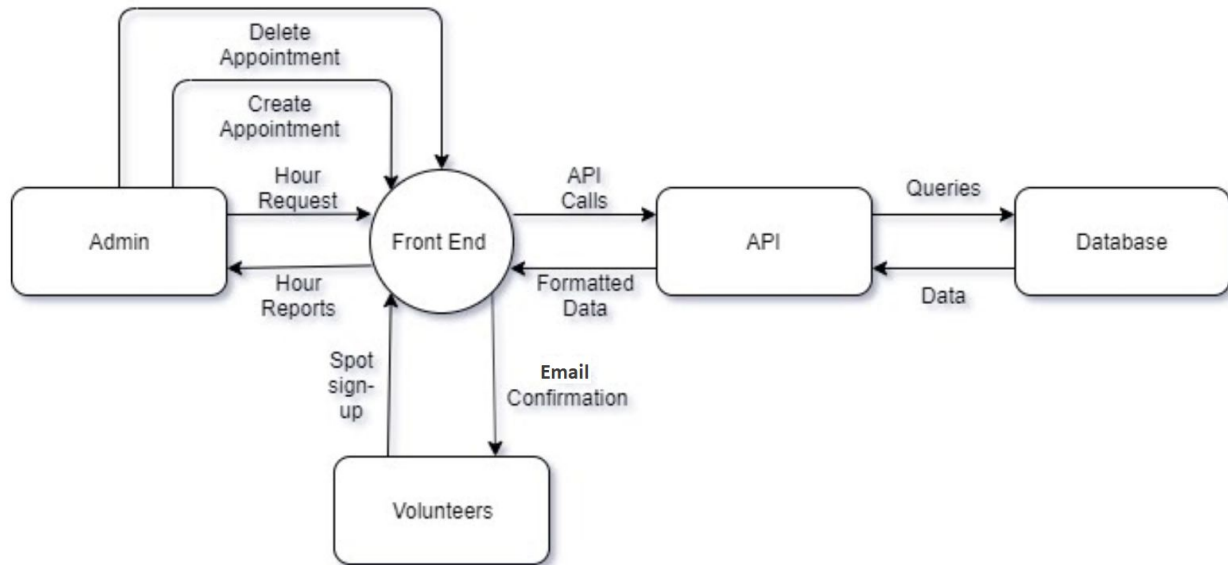 Delete
Appointment
Create
Appointment
Hour
Request
API
Calls
Queries
Admin
Front End
API
Database
Hour
Reports
Formatted
Data
Data
Spot
sign-
up
Email
Confirmation
Volunteers